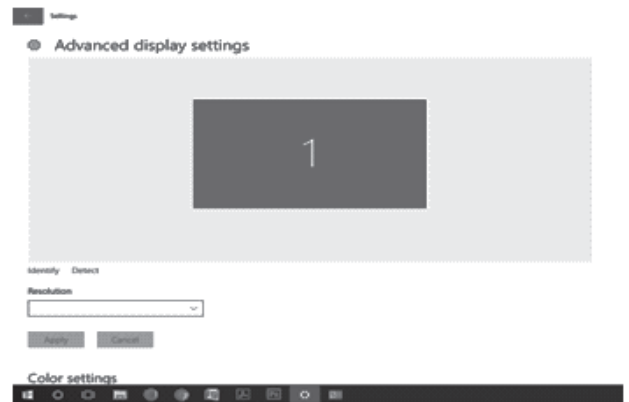 Settings
Advanced display settings
1
Identify Detect
Resolution
Apply Cancel
Color settings